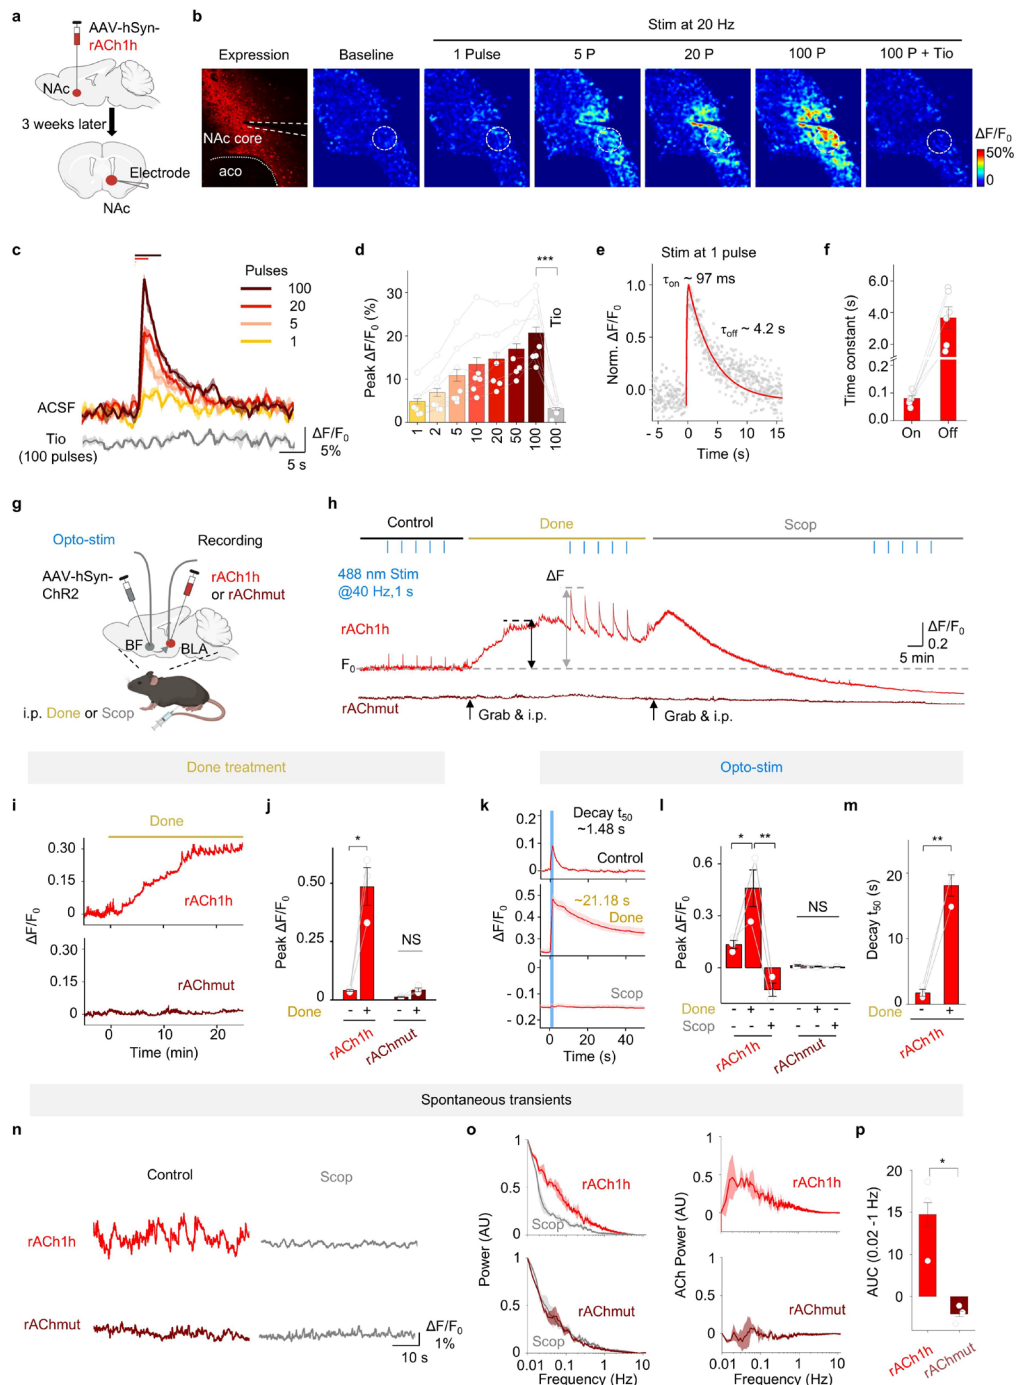 a
AAV-hSyn-
rACh1h
NAc
3 weeks later
Electrode
NAc
b
Stim at 20 Hz
Expression
Baseline
1 Pulse
5 P
20 P
100 P
100 P + Tio
NAc core
aco
ΔF/F0
50%
0
c
Pulses
100
20
5
1
ACSF
Tio
(100 pulses)
ΔF/F0
5%
5 s
d
***
Tio
Peak ΔF/F0 (%)
30
20
10
0
1
2
5
10
20
50
100
100
e
Stim at 1 pulse
τon ~ 97 ms
τoff ~ 4.2 s
Norm. ΔF/F0
1.0
0.5
0.0
- 5
0
5
10
15
Time (s)
f
Time constant (s)
6.0
4.0
2.0
0.1
0.0
On
Off
g
Opto-stim
Recording
AAV-hSyn-
ChR2
rACh1h
or rAChmut
BF
BLA
i.p. Done or Scop
h
Control
Done
Scop
488 nm Stim
@40 Hz,1 s
ΔF
rACh1h
F0
rAChmut
Grab & i.p.
Grab & i.p.
ΔF/F0
0.2
5 min
Done treatment
Opto-stim
i
Done
0.30
0.15
0
rACh1h
ΔF/F0
0.30
0.15
0
rAChmut
0
10
20
Time (min)
j
*
NS
Peak ΔF/F0
0.50
0.25
0
Done
-
+
-
+
rACh1h
rAChmut
k
Decay t50
~1.48 s
Control
0.2
0.1
0
~21.18 s
Done
0.5
0.4
0.3
ΔF/F0
Scop
0
- 0.1
- 0.2
0
20
40
Time (s)
l
*
**
NS
Peak ΔF/F0
0.6
0.3
0
Done
-
+
-
-
+
-
Scop
-
-
+
-
-
+
rACh1h
rAChmut
m
**
Decay t50 (s)
20
10
0
Done
-
+
rACh1h
Spontaneous transients
n
Control
Scop
rACh1h
rAChmut
ΔF/F0
1%
10 s
o
1
0.5
0
rACh1h
Scop
Power (AU)
1
0.5
0
rAChmut
Scop
0.01
0.1
1
10
Frequency (Hz)
1
0.5
0
rACh1h
ACh Power (AU)
1
0.5
0
rAChmut
0.01
0.1
1
10
Frequency (Hz)
p
*
AUC (0.02 -1 Hz)
20
15
15
0
rACh1h
rAChmut